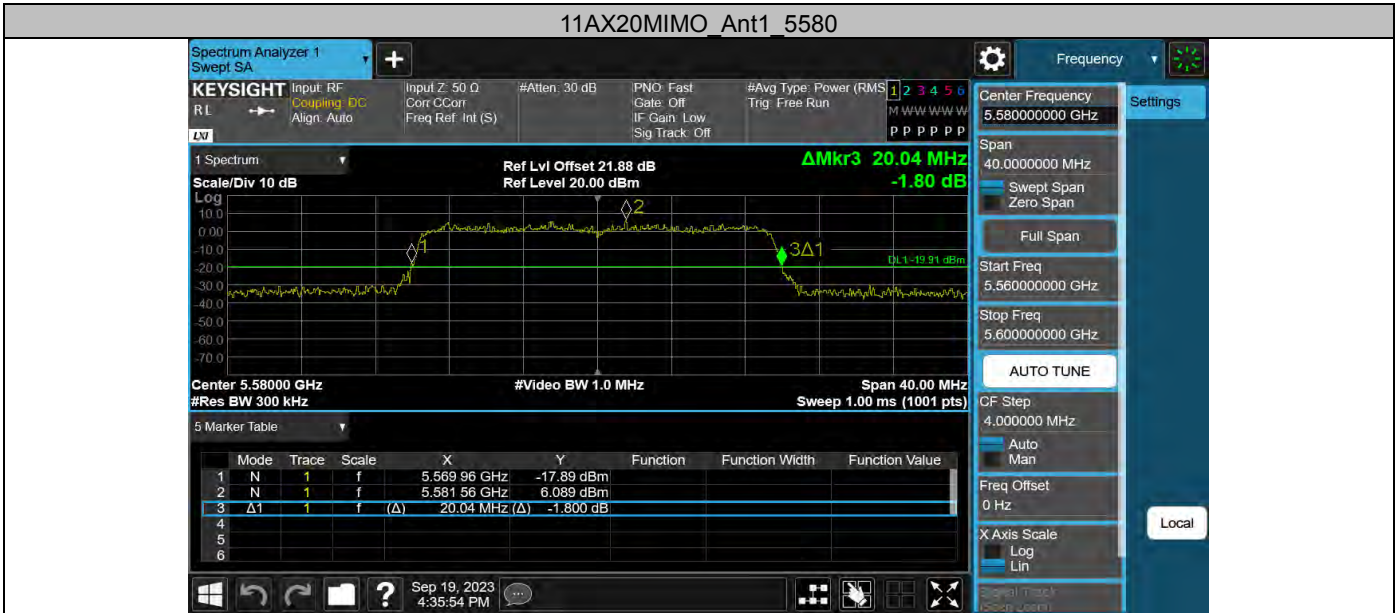 11AX20MIMO_Ant1_5580
Spectrum Analyzer 1
Swept SA
+
Frequency
KEYSIGHT
RL
LXI
Input: RF
Coupling: DC
Align: Auto
Input Z: 50 Ω
Corr CCorr
Freq Ref: Int (S)
#Atten: 30 dB
PNO: Fast
Gate: Off
IF Gain: Low
Sig Track: Off
#Avg Type: Power (RMS
Trig: Free Run
1 2 3 4 5 6
M W W W W W
P P P P P P
1 Spectrum
Scale/Div 10 dB
Ref Lvl Offset 21.88 dB
Ref Level 20.00 dBm
ΔMkr3 20.04 MHz
-1.80 dB
Log
10.0
0.00
-10.0
-20.0
-30.0
-40.0
-50.0
-60.0
-70.0
1
2
3Δ1
DL1 -19.91 dBm
Center 5.58000 GHz
#Video BW 1.0 MHz
Span 40.00 MHz
#Res BW 300 kHz
Sweep 1.00 ms (1001 pts)
5 Marker Table
Mode Trace Scale X Y Function Function Width Function Value
1 N 1 f 5.569 96 GHz -17.89 dBm
2 N 1 f 5.581 56 GHz 6.089 dBm
3 Δ1 1 f (Δ) 20.04 MHz (Δ) -1.800 dB
4
5
6
?
Sep 19, 2023
4:35:54 PM
Center Frequency
5.580000000 GHz
Span
40.0000000 MHz
Swept Span
Zero Span
Full Span
Start Freq
5.560000000 GHz
Stop Freq
5.600000000 GHz
AUTO TUNE
CF Step
4.000000 MHz
Auto
Man
Freq Offset
0 Hz
X Axis Scale
Log
Lin
Signal Track
(Span Zoom)
Settings
Local